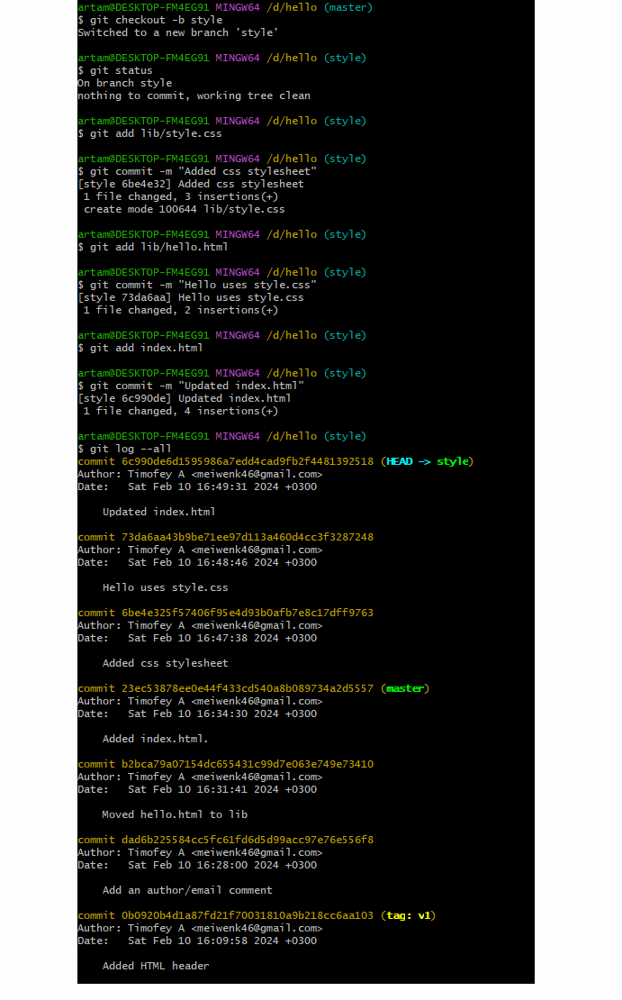 artam@DESKTOP-FM4EG91 MINGW64 /d/hello (master)
$ git checkout -b style
Switched to a new branch 'style'
artam@DESKTOP-FM4EG91 MINGW64 /d/hello (style)
$ git status
On branch style
nothing to commit, working tree clean
artam@DESKTOP-FM4EG91 MINGW64 /d/hello (style)
$ git add lib/style.css
artam@DESKTOP-FM4EG91 MINGW64 /d/hello (style)
$ git commit -m "Added css stylesheet"
[style 6be4e32] Added css stylesheet
 1 file changed, 3 insertions(+)
 create mode 100644 lib/style.css
artam@DESKTOP-FM4EG91 MINGW64 /d/hello (style)
$ git add lib/hello.html
artam@DESKTOP-FM4EG91 MINGW64 /d/hello (style)
$ git commit -m "Hello uses style.css"
[style 73da6aa] Hello uses style.css
 1 file changed, 2 insertions(+)
artam@DESKTOP-FM4EG91 MINGW64 /d/hello (style)
$ git add index.html
artam@DESKTOP-FM4EG91 MINGW64 /d/hello (style)
$ git commit -m "Updated index.html"
[style 6c990de] Updated index.html
 1 file changed, 4 insertions(+)
artam@DESKTOP-FM4EG91 MINGW64 /d/hello (style)
$ git log --all
commit 6c990de6d1595986a7edd4cad9fb2f4481392518 (HEAD -> style)
Author: Timofey A <meiwenk46@gmail.com>
Date:   Sat Feb 10 16:49:31 2024 +0300
    Updated index.html
commit 73da6aa43b9be71ee97d113a460d4cc3f3287248
Author: Timofey A <meiwenk46@gmail.com>
Date:   Sat Feb 10 16:48:46 2024 +0300
    Hello uses style.css
commit 6be4e325f57406f95e4d93b0afb7e8c17dff9763
Author: Timofey A <meiwenk46@gmail.com>
Date:   Sat Feb 10 16:47:38 2024 +0300
    Added css stylesheet
commit 23ec53878ee0e44f433cd540a8b089734a2d5557 (master)
Author: Timofey A <meiwenk46@gmail.com>
Date:   Sat Feb 10 16:34:30 2024 +0300
    Added index.html.
commit b2bca79a07154dc655431c99d7e063e749e73410
Author: Timofey A <meiwenk46@gmail.com>
Date:   Sat Feb 10 16:31:41 2024 +0300
    Moved hello.html to lib
commit dad6b225584cc5fc61fd6d5d99acc97e76e556f8
Author: Timofey A <meiwenk46@gmail.com>
Date:   Sat Feb 10 16:28:00 2024 +0300
    Add an author/email comment
commit 0b0920b4d1a87fd21f70031810a9b218cc6aa103 (tag: v1)
Author: Timofey A <meiwenk46@gmail.com>
Date:   Sat Feb 10 16:09:58 2024 +0300
    Added HTML header